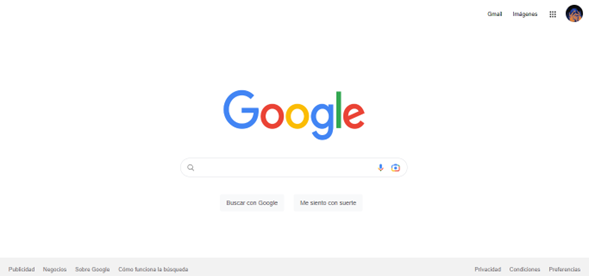 Gmail Imágenes
Google
Buscar con Google Me siento con suerte
Publicidad Negocios Sobre Google Cómo funciona la búsqueda Privacidad Condiciones Preferencias